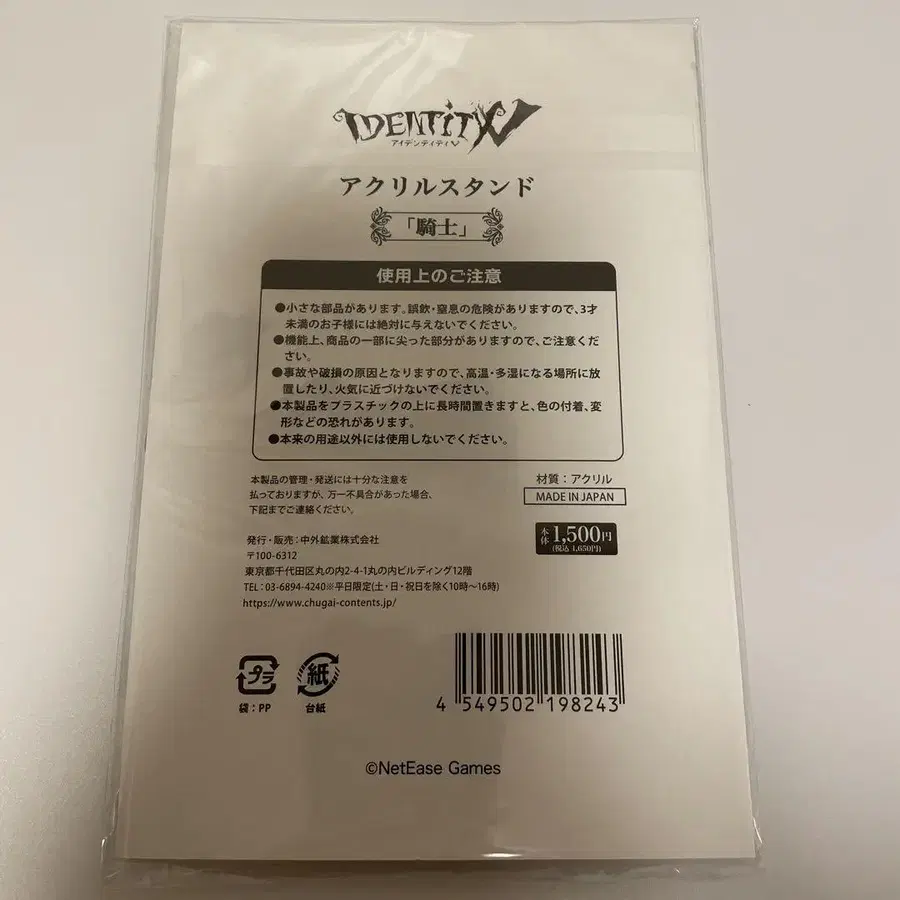 IDENTITY V
アイデンティティV
アクリルスタンド
「騎士」
使用上のご注意
●小さな部品があります。誤飲・窒息の危険がありますので、3才
未満のお子様には絶対に与えないでください。
●機能上、商品の一部に尖った部分がありますので、ご注意くだ
さい。
●事故や破損の原因となりますので、高温・多湿になる場所に放
置したり、火気に近づけないでください。
●本製品をプラスチックの上に長時間置きますと、色の付着、変
形などの恐れがあります。
●本来の用途以外には使用しないでください。
本製品の管理・発送には十分な注意を
払っておりますが、万一不具合があった場合、
下記までご連絡ください。
材質：アクリル
MADE IN JAPAN
本体 1,500円
(税込 1,650円)
発行・販売：中外鉱業株式会社
〒100-6312
東京都千代田区丸の内2-4-1丸の内ビルディング12階
TEL：03-6894-4240※平日限定(土・日・祝日を除く10時～16時)
https://www.chugai-contents.jp/
プラ
袋：PP
紙
台紙
4 549502 198243
©NetEase Games